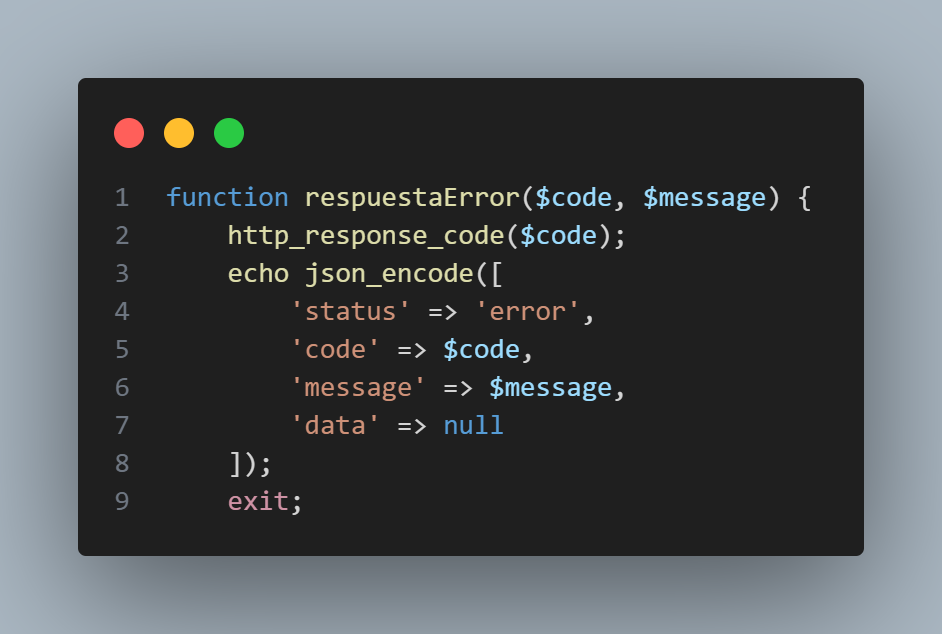 1 function respuestaError($code, $message) {
2     http_response_code($code);
3     echo json_encode([
4         'status' => 'error',
5         'code' => $code,
6         'message' => $message,
7         'data' => null
8     ]);
9     exit;